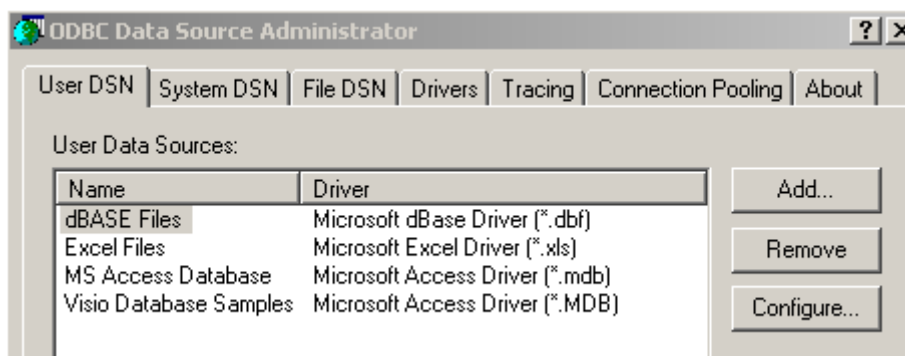 ODBC Data Source Administrator ? X
User DSN System DSN File DSN Drivers Tracing Connection Pooling About
User Data Sources:
Name Driver
dBASE Files Microsoft dBase Driver (*.dbf)
Excel Files Microsoft Excel Driver (*.xls)
MS Access Database Microsoft Access Driver (*.mdb)
Visio Database Samples Microsoft Access Driver (*.MDB)
Add...
Remove
Configure...